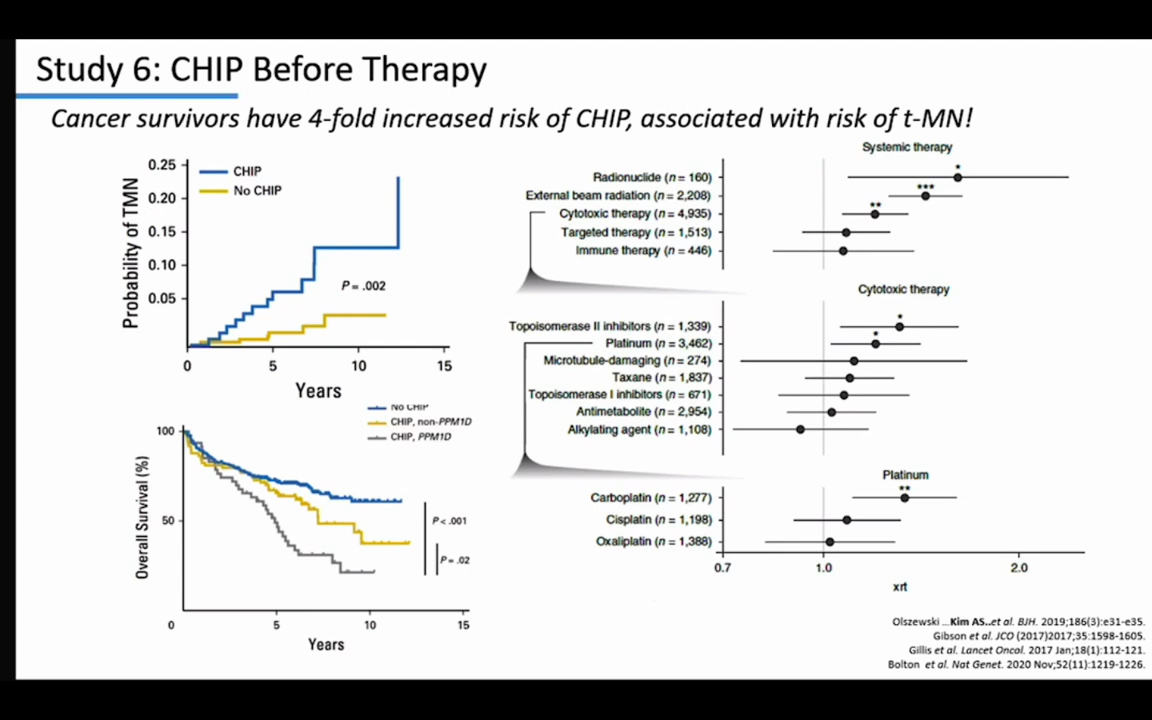 Study 6: CHIP Before Therapy
Cancer survivors have 4-fold increased risk of CHIP, associated with risk of t-MN!
CHIP
No CHIP
Probability of TMN
0.25
0.20
0.15
0.10
0.05
P = .002
0 5 10 15
Years
No CHIP
CHIP, non-PPM1D
CHIP, PPM1D
Overall Survival (%)
100
50
P < .001
P = .02
0 5 10 15
Years
Systemic therapy
Radionuclide (n = 160) *
External beam radiation (n = 2,208) ***
Cytotoxic therapy (n = 4,935) **
Targeted therapy (n = 1,513)
Immune therapy (n = 446)
Cytotoxic therapy
Topoisomerase II inhibitors (n = 1,339) *
Platinum (n = 3,462) *
Microtubule-damaging (n = 274)
Taxane (n = 1,837)
Topoisomerase I inhibitors (n = 671)
Antimetabolite (n = 2,954)
Alkylating agent (n = 1,108)
Platinum
Carboplatin (n = 1,277) **
Cisplatin (n = 1,198)
Oxaliplatin (n = 1,388)
0.7 1.0 2.0
xrt
Olszewski ...Kim AS..et al. BJH. 2019;186(3):e31-e35.
Gibson et al. JCO (2017)2017;35:1598-1605.
Gillis et al. Lancet Oncol. 2017 Jan;18(1):112-121.
Bolton et al. Nat Genet. 2020 Nov;52(11):1219-1226.